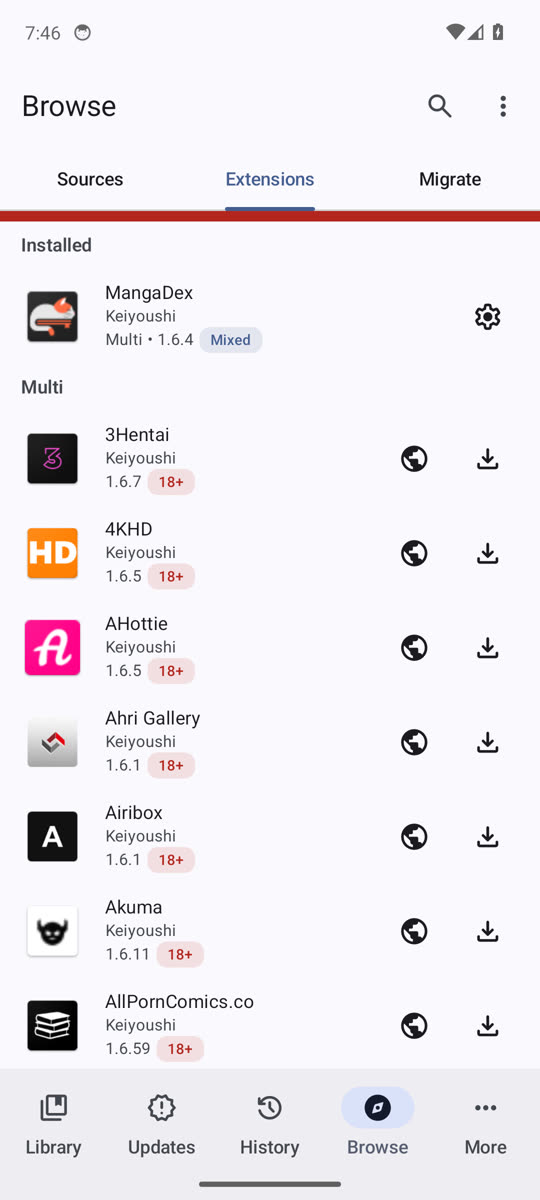 7:46
Browse
Sources
Extensions
Migrate
Installed
MangaDex
Keiyoushi
Multi • 1.6.4 Mixed
Multi
3
3Hentai
Keiyoushi
1.6.7 18+
HD
4KHD
Keiyoushi
1.6.5 18+
A
AHottie
Keiyoushi
1.6.5 18+
Ahri Gallery
Keiyoushi
1.6.1 18+
A
Airibox
Keiyoushi
1.6.1 18+
Akuma
Keiyoushi
1.6.11 18+
AllPornComics.co
Keiyoushi
1.6.59 18+
Library
Updates
History
Browse
More